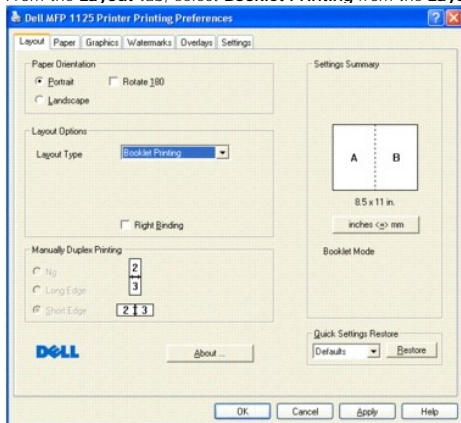 From the Layout tab, select Booklet Printing from the Lay
Dell MFP 1125 Printer Printing Preferences
Layout Paper Graphics Watermarks Overlays Settings
Paper Orientation
Portrait Rotate 180
Landscape
Layout Options
Layout Type Booklet Printing
Right Binding
Manually Duplex Printing
No
Long Edge
Short Edge
2
3
2 3
DELL
About ...
Settings Summary
A B
8.5 x 11 in.
inches <=> mm
Booklet Mode
Quick Settings Restore
Defaults Restore
OK Cancel Apply Help